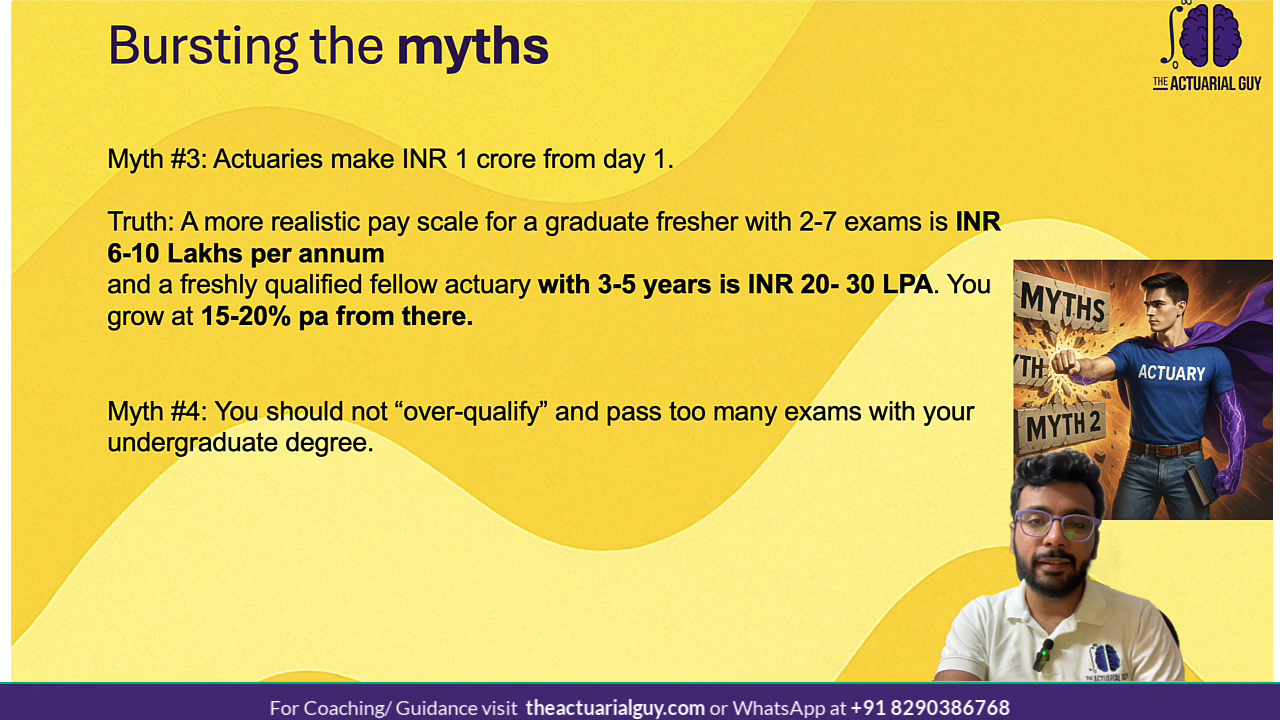 Bursting the myths
THE ACTUARIAL GUY
Myth #3: Actuaries make INR 1 crore from day 1.
Truth: A more realistic pay scale for a graduate fresher with 2-7 exams is INR
6-10 Lakhs per annum
and a freshly qualified fellow actuary with 3-5 years is INR 20- 30 LPA. You
grow at 15-20% pa from there.
MYTHS
YTH
ACTUARY
MYTH 2
Myth #4: You should not “over-qualify” and pass too many exams with your
undergraduate degree.
THE ACTUARIAL GUY
For Coaching/ Guidance visit theactuarialguy.com or WhatsApp at +91 8290386768